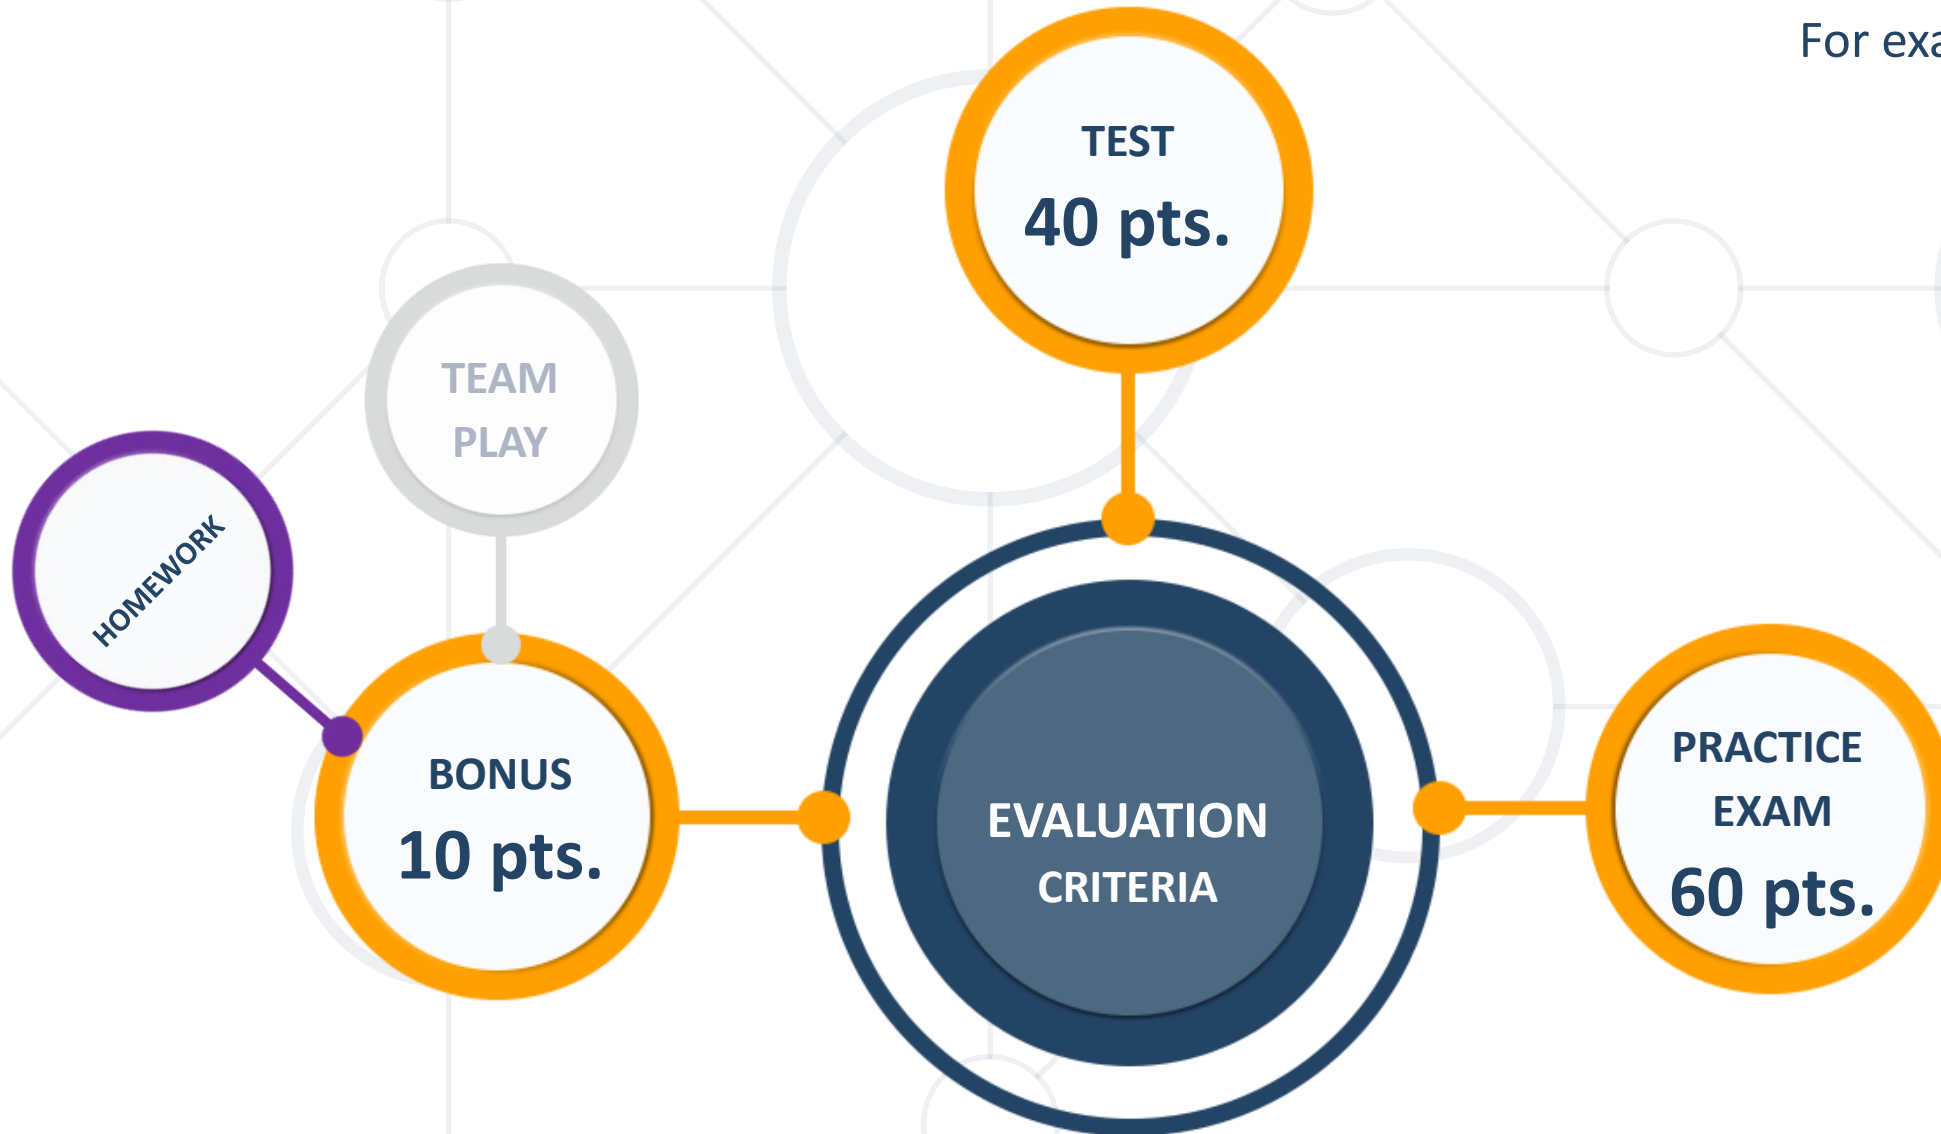 For exa
TEST
40 pts.
TEAM
PLAY
HOMEWORK
BONUS
10 pts.
EVALUATION
CRITERIA
PRACTICE
EXAM
60 pts.